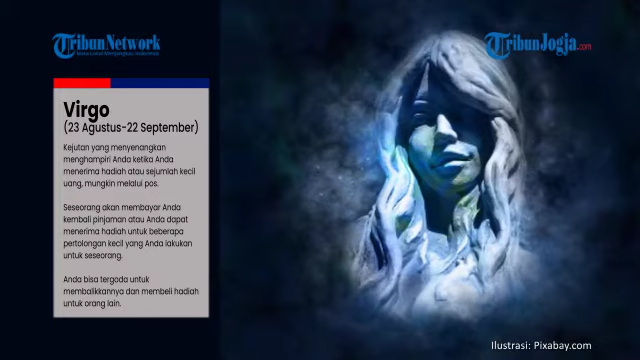 TribunNetwork
TribunJogja.com
Virgo
(23 Agustus-22 September)
Kejutan yang menyenangkan
menghampiri Anda ketika Anda
menerima hadiah atau sejumlah kecil
uang, mungkin melalui pos.
Seseorang akan membayar Anda
kembali pinjaman atau Anda dapat
menerima hadiah untuk beberapa
pertolongan kecil yang Anda lakukan
untuk seseorang.
Anda bisa tergoda untuk
membalikkannya dan membeli hadiah
untuk orang lain.
Ilustrasi: Pixabay.com